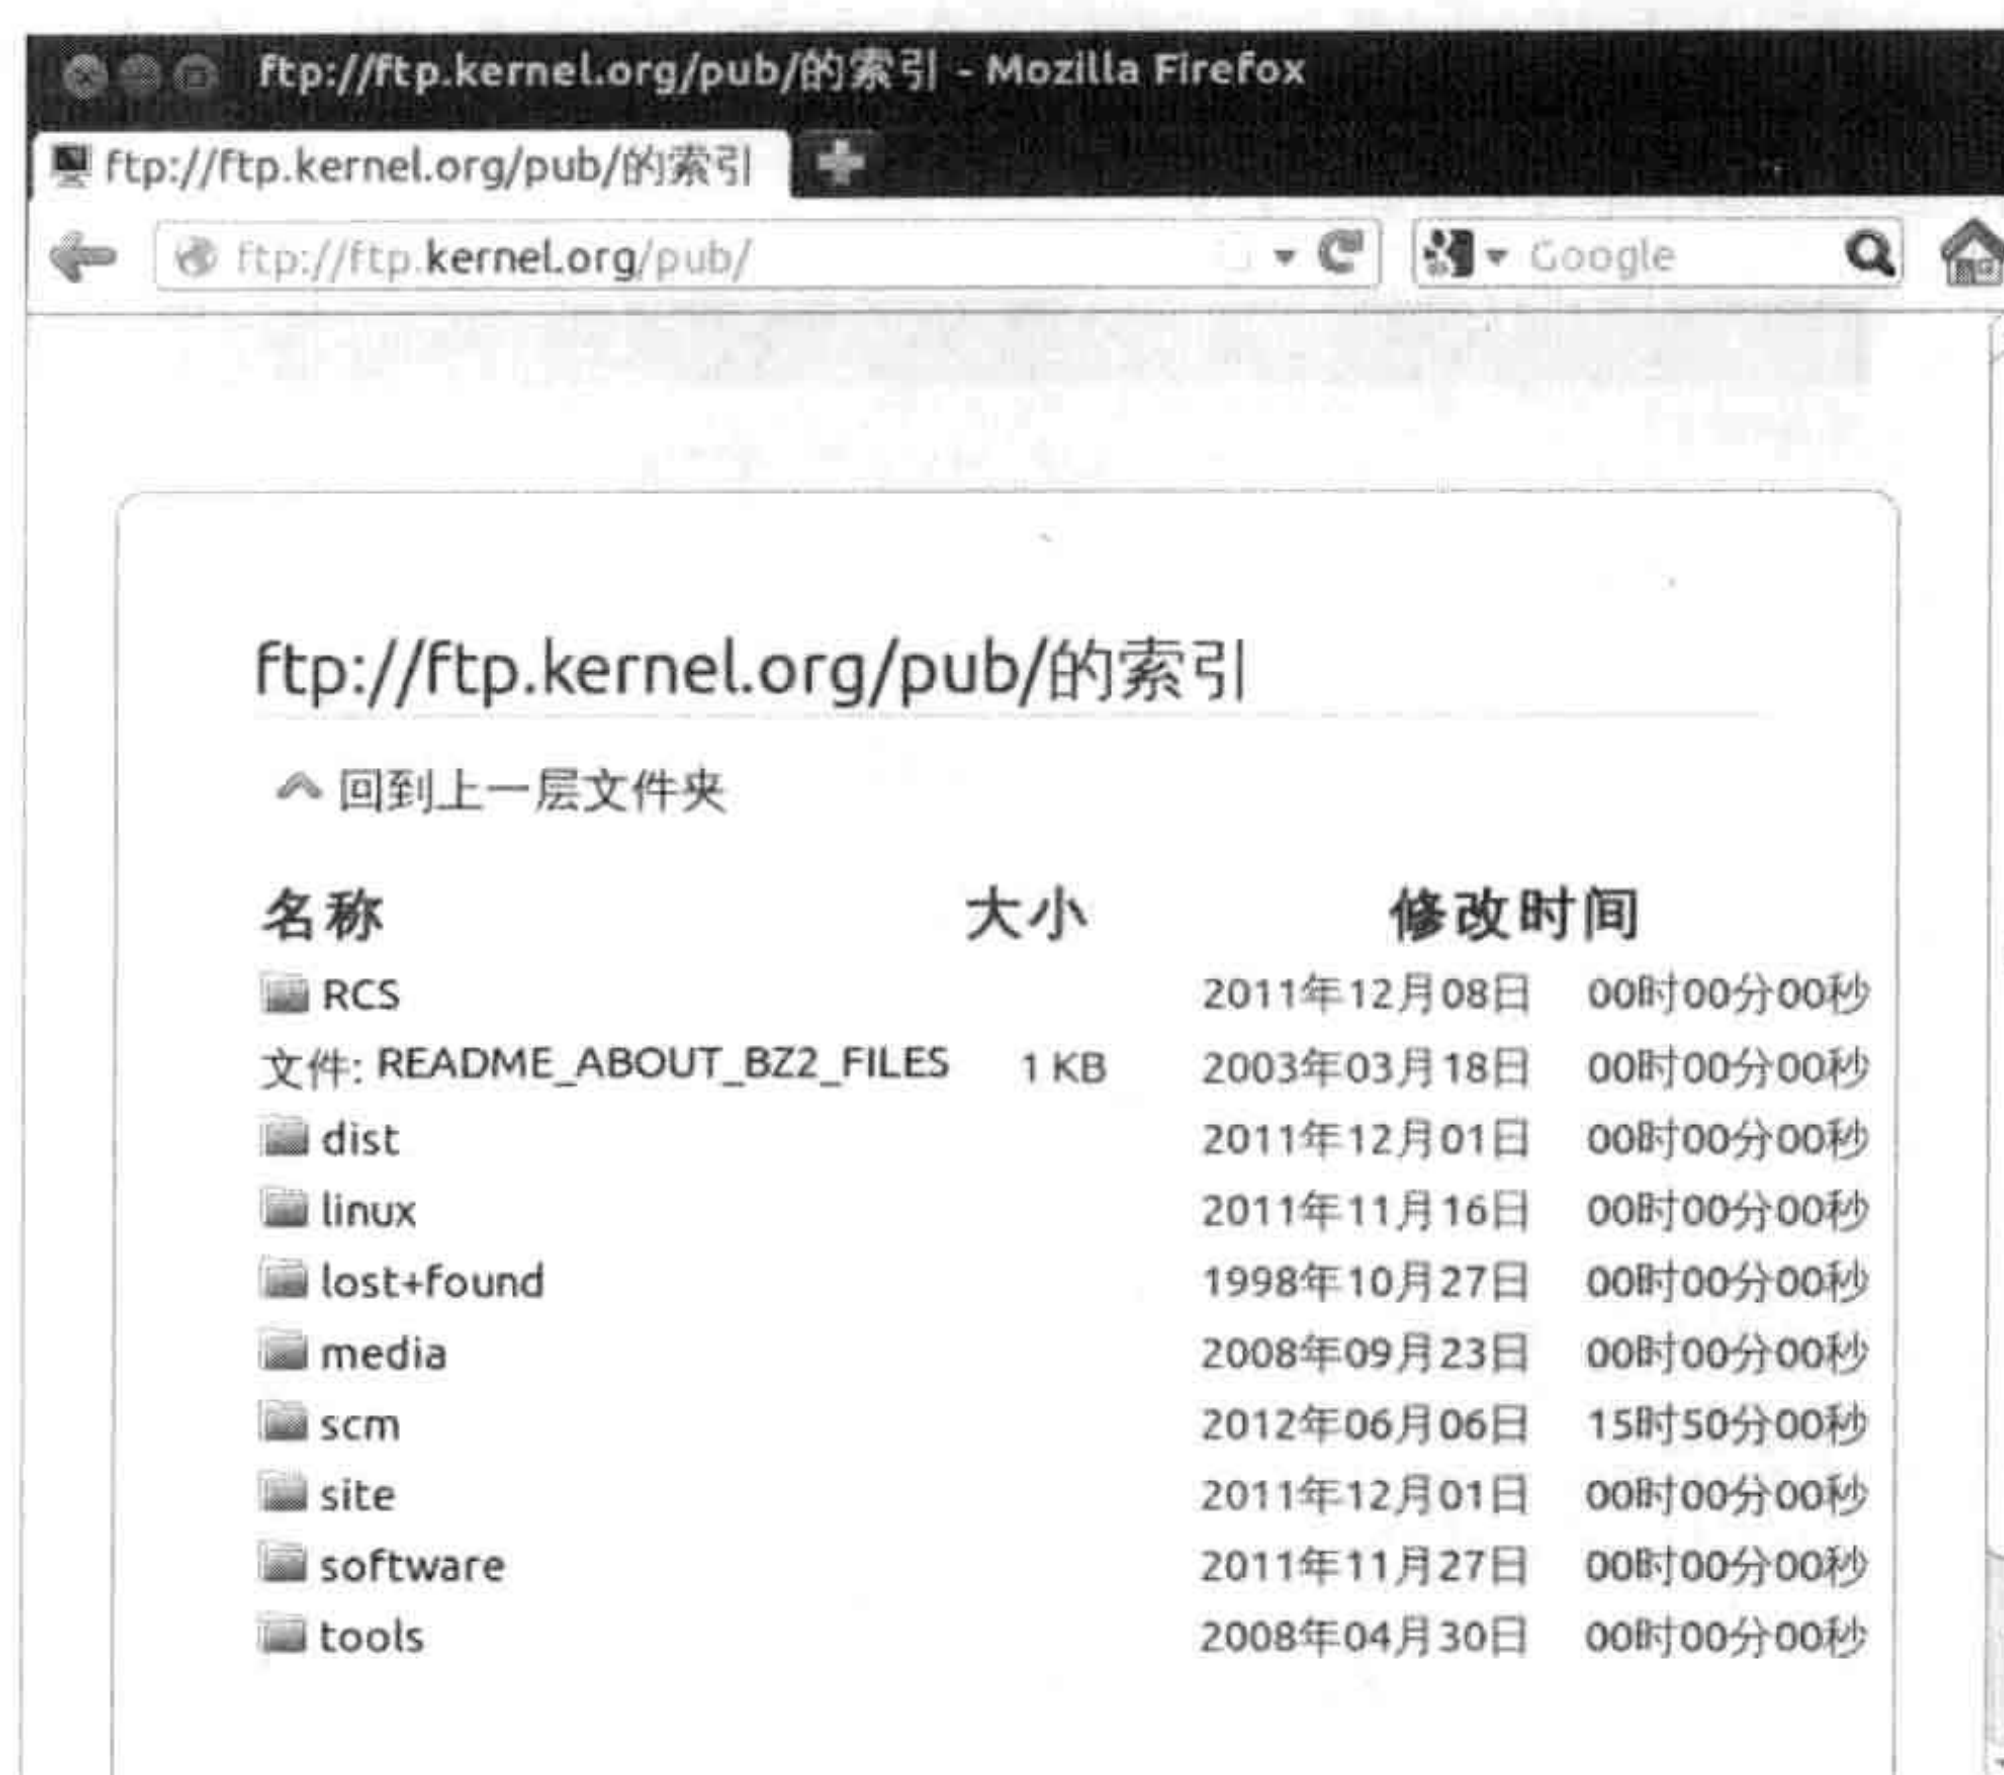 ftp://ftp.kernel.org/pub/的索引 - Mozilla Firefox
ftp://ftp.kernel.org/pub/的索引
ftp://ftp.kernel.org/pub/ Google
ftp://ftp.kernel.org/pub/的索引
回到上一层文件夹
名称 大小 修改时间
RCS 2011年12月08日 00时00分00秒
文件: README_ABOUT_BZ2_FILES 1 KB 2003年03月18日 00时00分00秒
dist 2011年12月01日 00时00分00秒
linux 2011年11月16日 00时00分00秒
lost+found 1998年10月27日 00时00分00秒
media 2008年09月23日 00时00分00秒
scm 2012年06月06日 15时50分00秒
site 2011年12月01日 00时00分00秒
software 2011年11月27日 00时00分00秒
tools 2008年04月30日 00时00分00秒